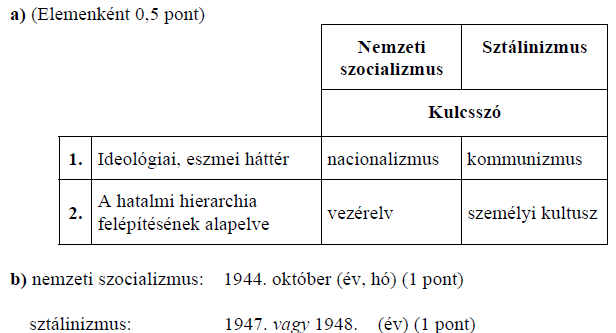 a) (Elemenként 0,5 pont)
Nemzeti szocializmus Sztálinizmus
Kulcsszó
1. Ideológiai, eszmei háttér nacionalizmus kommunizmus
2. A hatalmi hierarchia felépítésének alapelve vezérelv személyi kultusz
b) nemzeti szocializmus: 1944. október (év, hó) (1 pont)
sztálinizmus: 1947. vagy 1948. (év) (1 pont)